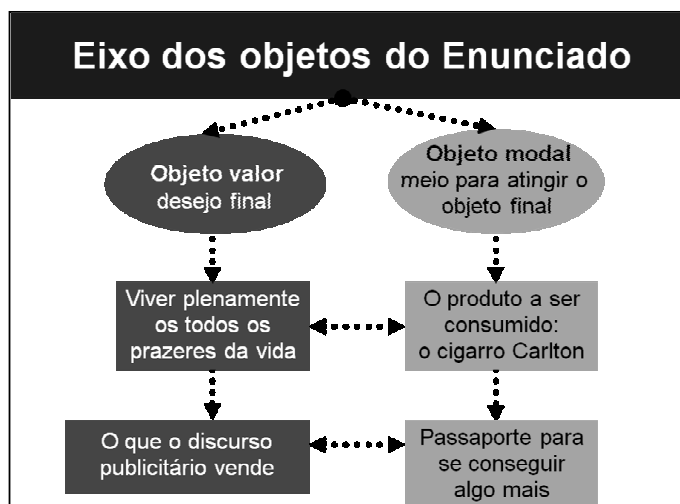 Eixo dos objetos do Enunciado
Objeto valor
desejo final
Objeto modal
meio para atingir o
objeto final
Viver plenamente
os todos os
prazeres da vida
O produto a ser
consumido:
o cigarro Carlton
O que o discurso
publicitário vende
Passaporte para
se conseguir
algo mais